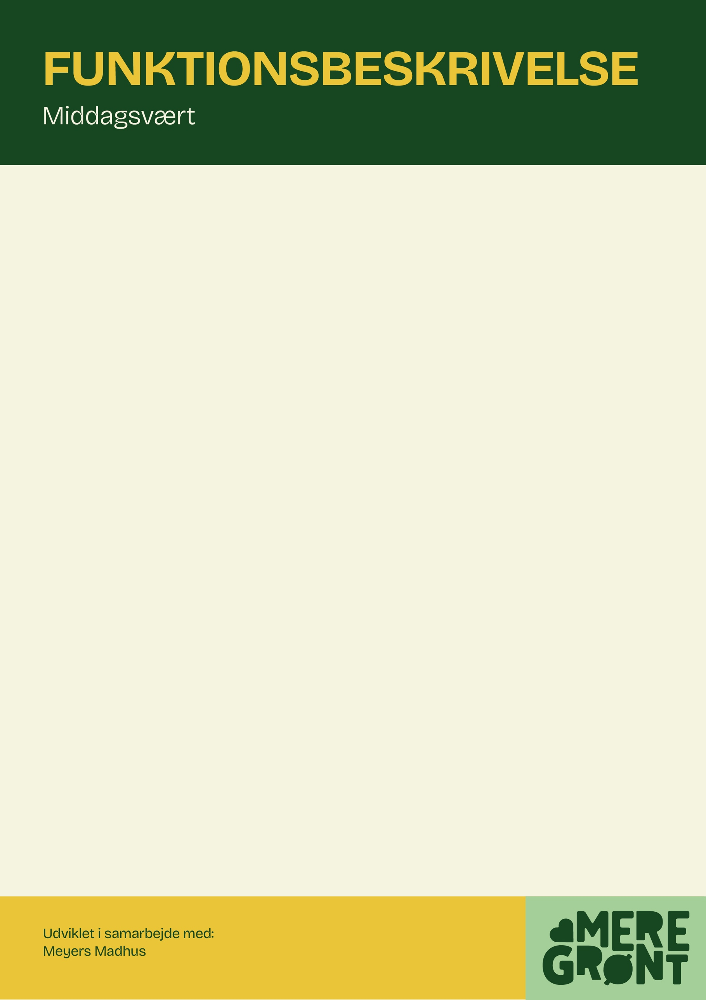 FUNKTIONSBESKRIVELSE
Middagsvært
Udviklet i samarbejde med:
Meyers Madhus
MERE
GRØNT